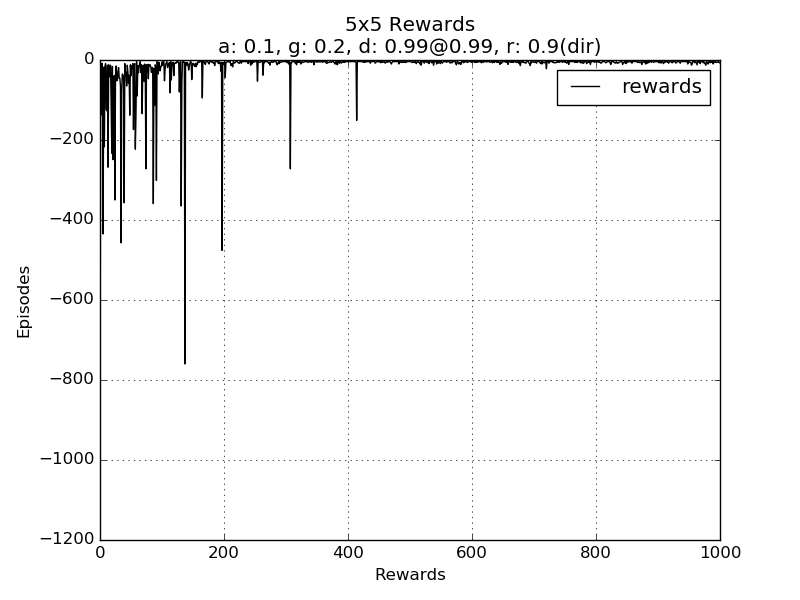 5x5 Rewards
a: 0.1, g: 0.2, d: 0.99@0.99, r: 0.9(dir)
rewards
0
−200
−400
−600
−800
−1000
−1200
Episodes
0 200 400 600 800 1000
Rewards